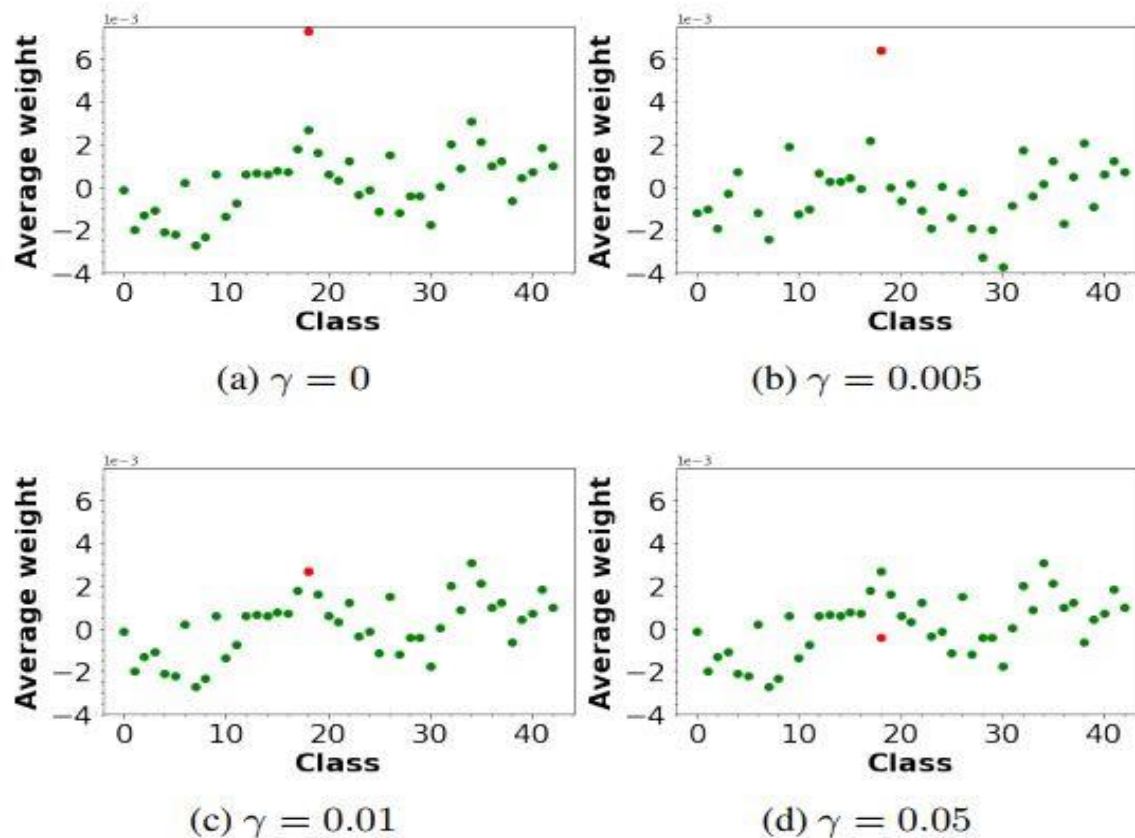 1e−3
Average weight
6
4
2
0
−2
−4
0 10 20 30 40
Class
(a) γ = 0
1e−3
Average weight
6
4
2
0
−2
−4
0 10 20 30 40
Class
(b) γ = 0.005
1e−3
Average weight
6
4
2
0
−2
−4
0 10 20 30 40
Class
(c) γ = 0.01
1e−3
Average weight
6
4
2
0
−2
−4
0 10 20 30 40
Class
(d) γ = 0.05